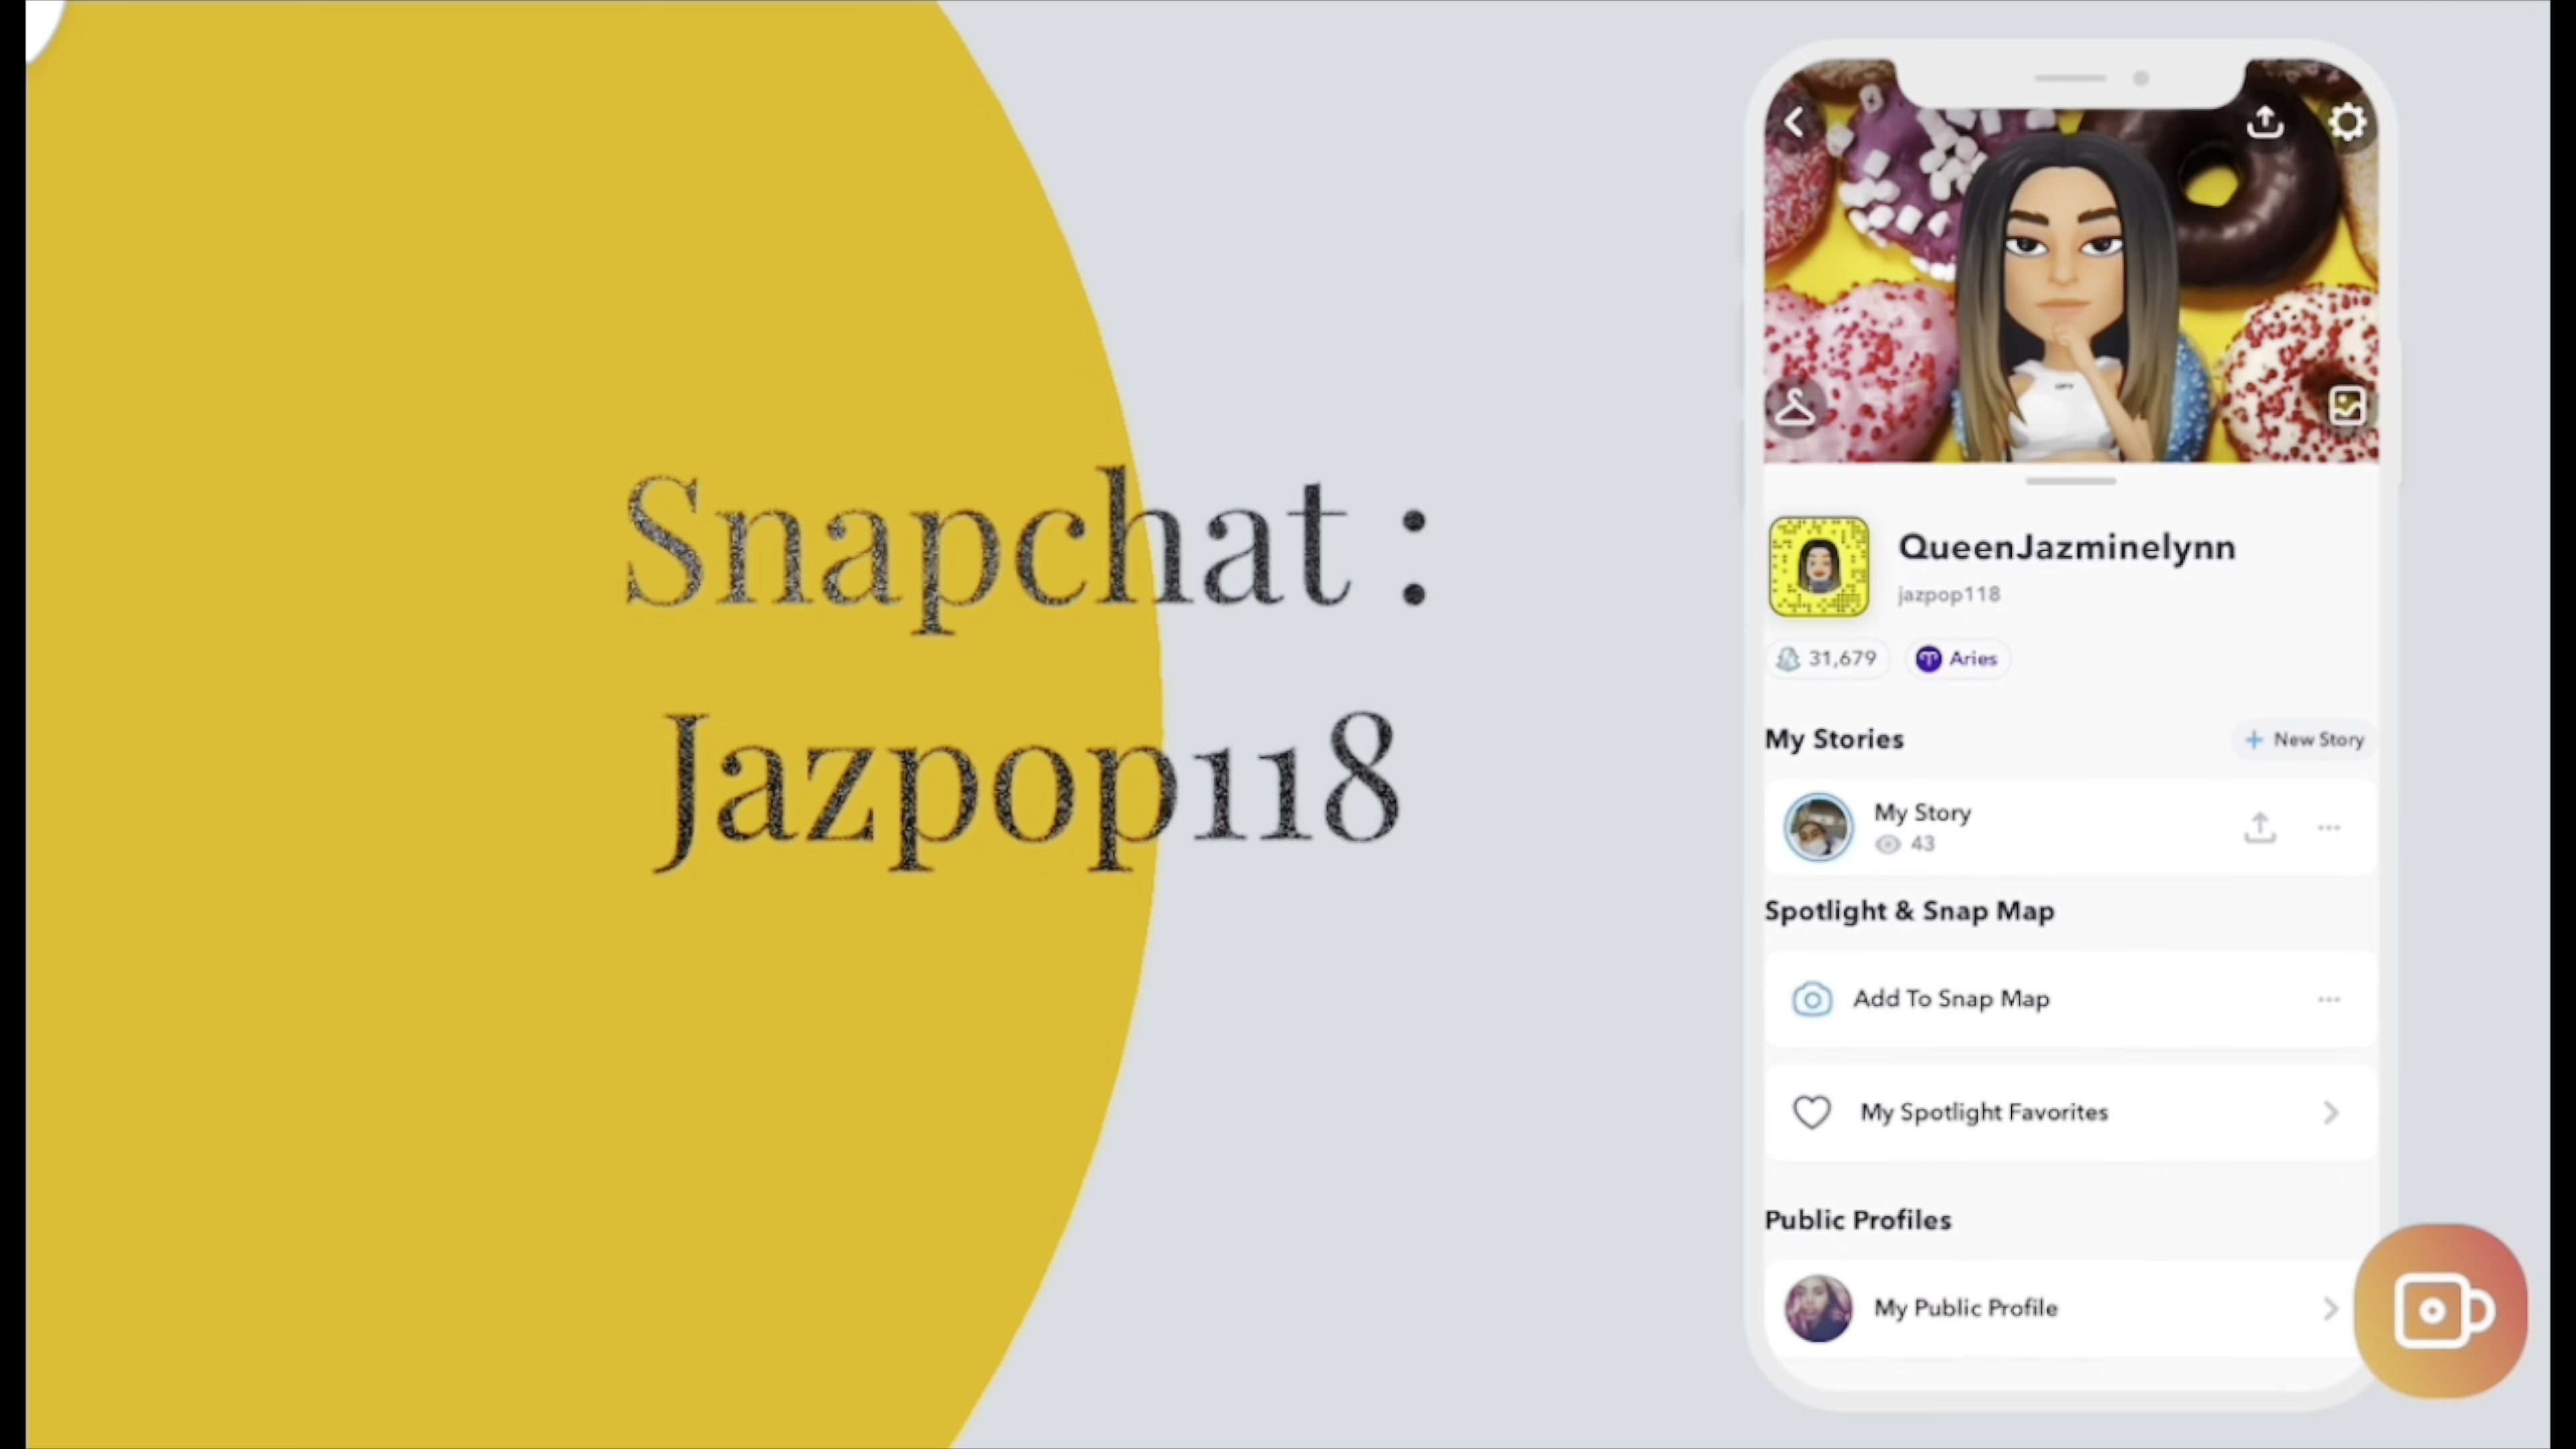 Snapchat :
Jazpop118
QueenJazminelynn
jazpop118
31,679 Aries
My Stories
+ New Story
My Story
43
Spotlight & Snap Map
Add To Snap Map
My Spotlight Favorites
Public Profiles
My Public Profile